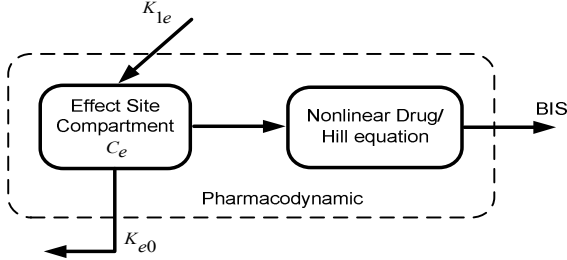 K1e
Effect Site
Compartment
Ce
Nonlinear Drug/
Hill equation
BIS
Pharmacodynamic
Ke0